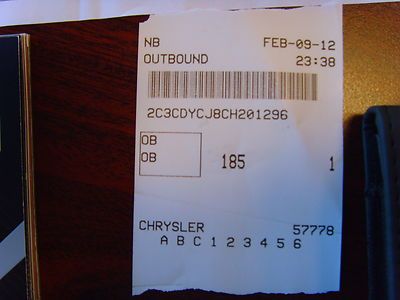 NB FEB-09-12
OUTBOUND 23:38
2C3CDYCJ8CH201296
OB
OB 185 1
CHRYSLER 57778
A B C 1 2 3 4 5 6